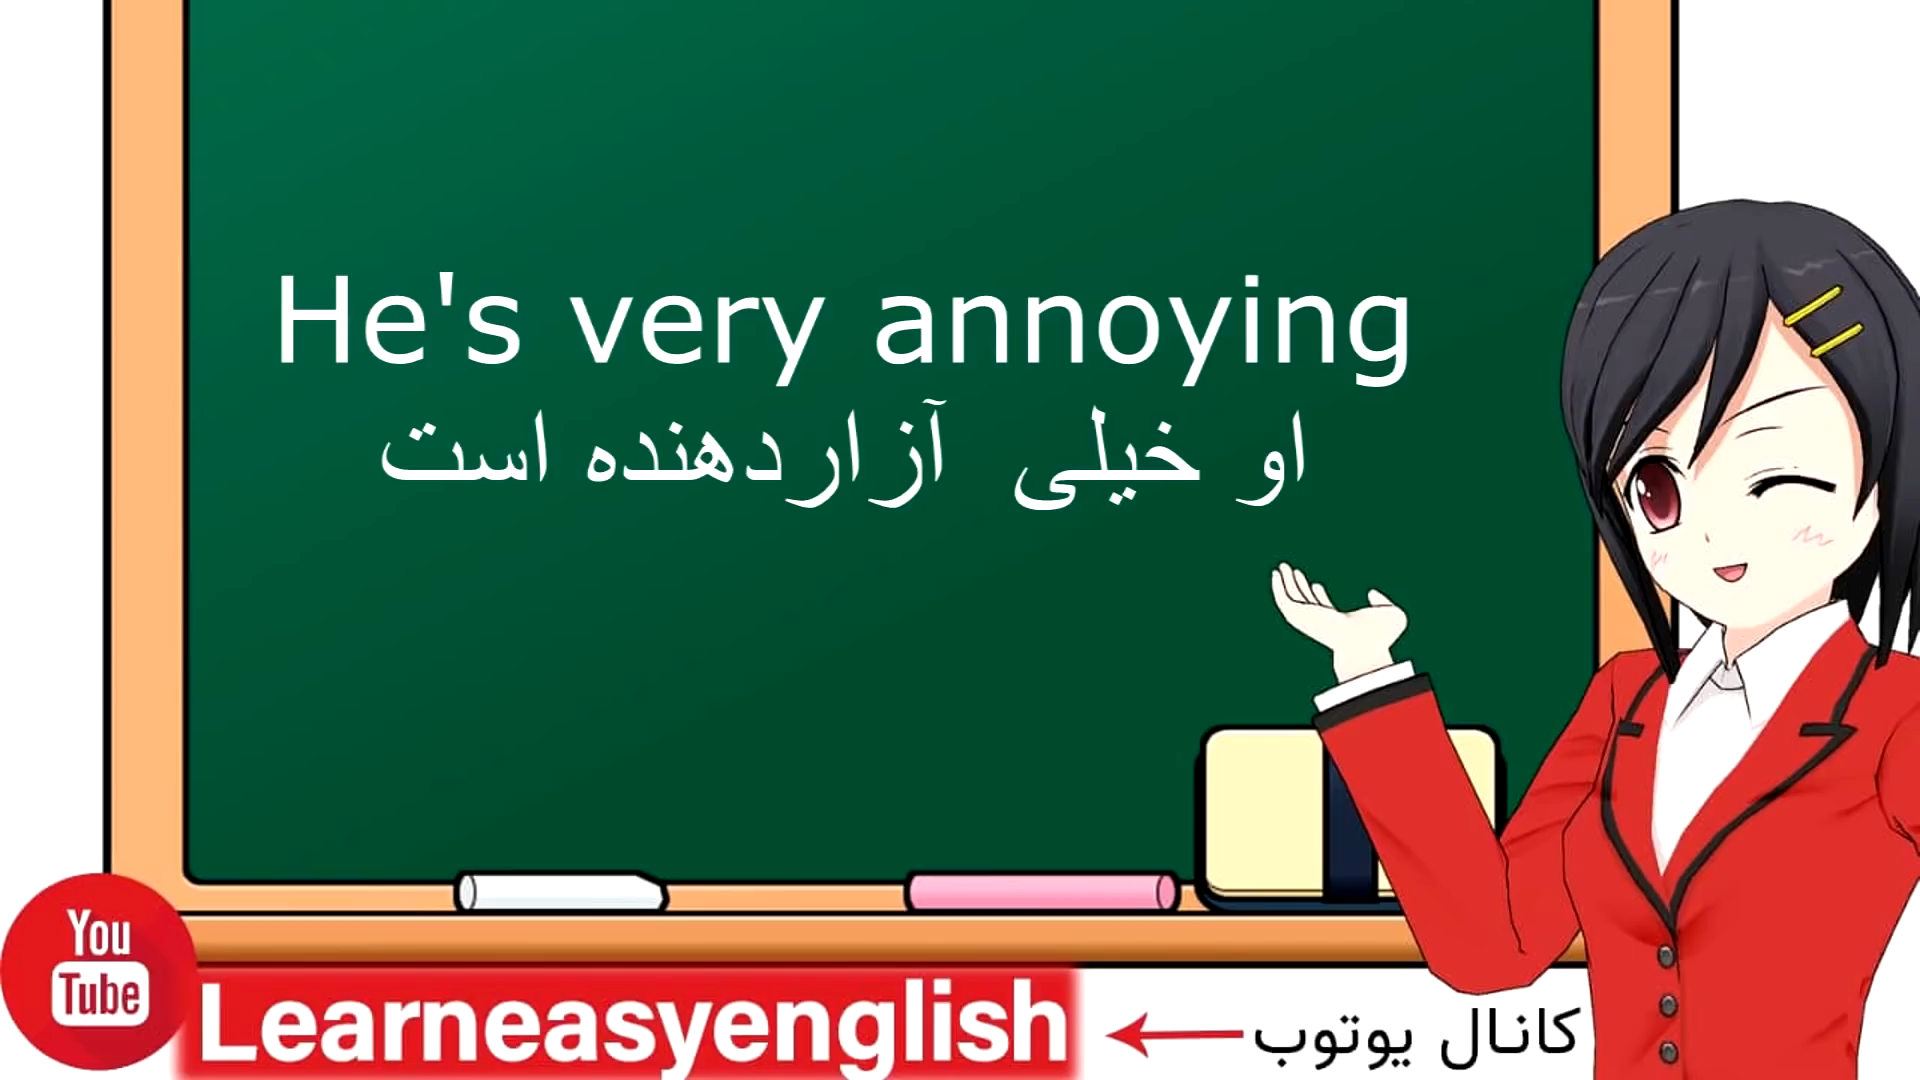 He's very annoying
او خیلی آزاردهنده است
You
Tube
Learneasyenglish
کانال یوتوب